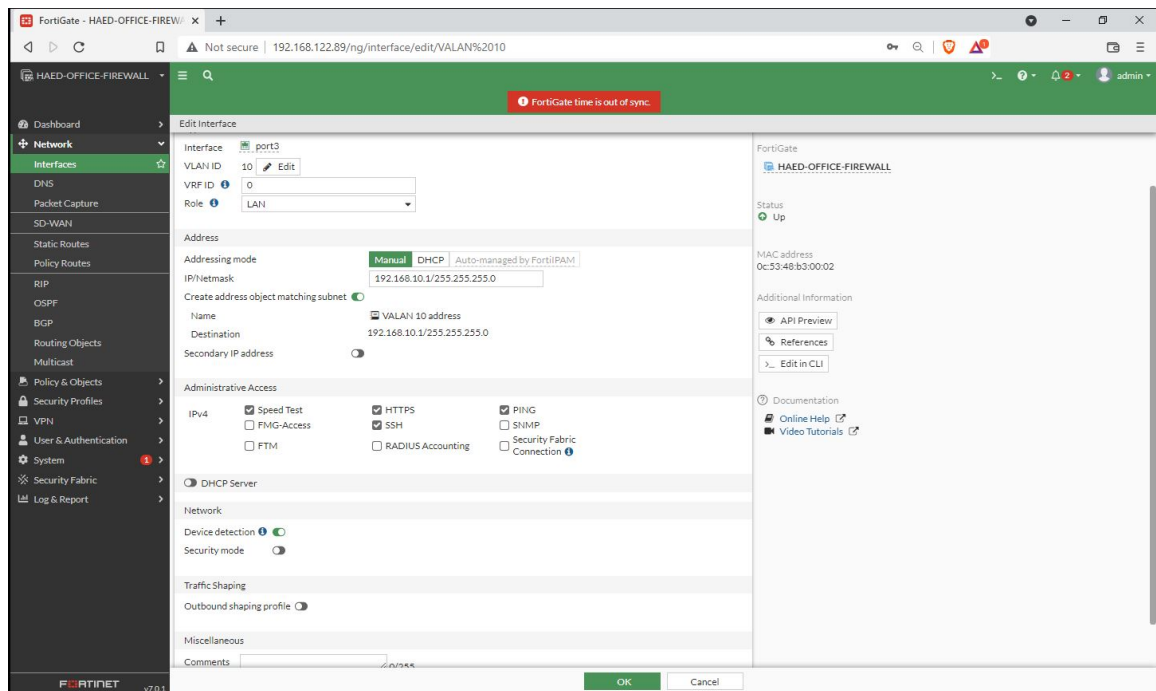 FortiGate - HAED-OFFICE-FIREWA
Not secure | 192.168.122.89/ng/interface/edit/VALAN%2010
HAED-OFFICE-FIREWALL
2
admin
FortiGate time is out of sync.
Dashboard
Network
Interfaces
DNS
Packet Capture
SD-WAN
Static Routes
Policy Routes
RIP
OSPF
BGP
Routing Objects
Multicast
Policy & Objects
Security Profiles
VPN
User & Authentication
System 1
Security Fabric
Log & Report
FORTINET v7.0.1
Edit Interface
Interface port3
VLAN ID 10 Edit
VRF ID 0
Role LAN
Address
Addressing mode Manual DHCP Auto-managed by FortiIPAM
IP/Netmask 192.168.10.1/255.255.255.0
Create address object matching subnet
Name VALAN 10 address
Destination 192.168.10.1/255.255.255.0
Secondary IP address
Administrative Access
IPv4 Speed Test HTTPS PING
FMG-Access SSH SNMP
FTM RADIUS Accounting Security Fabric
Connection
DHCP Server
Network
Device detection
Security mode
Traffic Shaping
Outbound shaping profile
Miscellaneous
Comments 0/255
OK Cancel
FortiGate
HAED-OFFICE-FIREWALL
Status
Up
MAC address
0c:53:48:b3:00:02
Additional Information
API Preview
References
>_ Edit in CLI
Documentation
Online Help
Video Tutorials